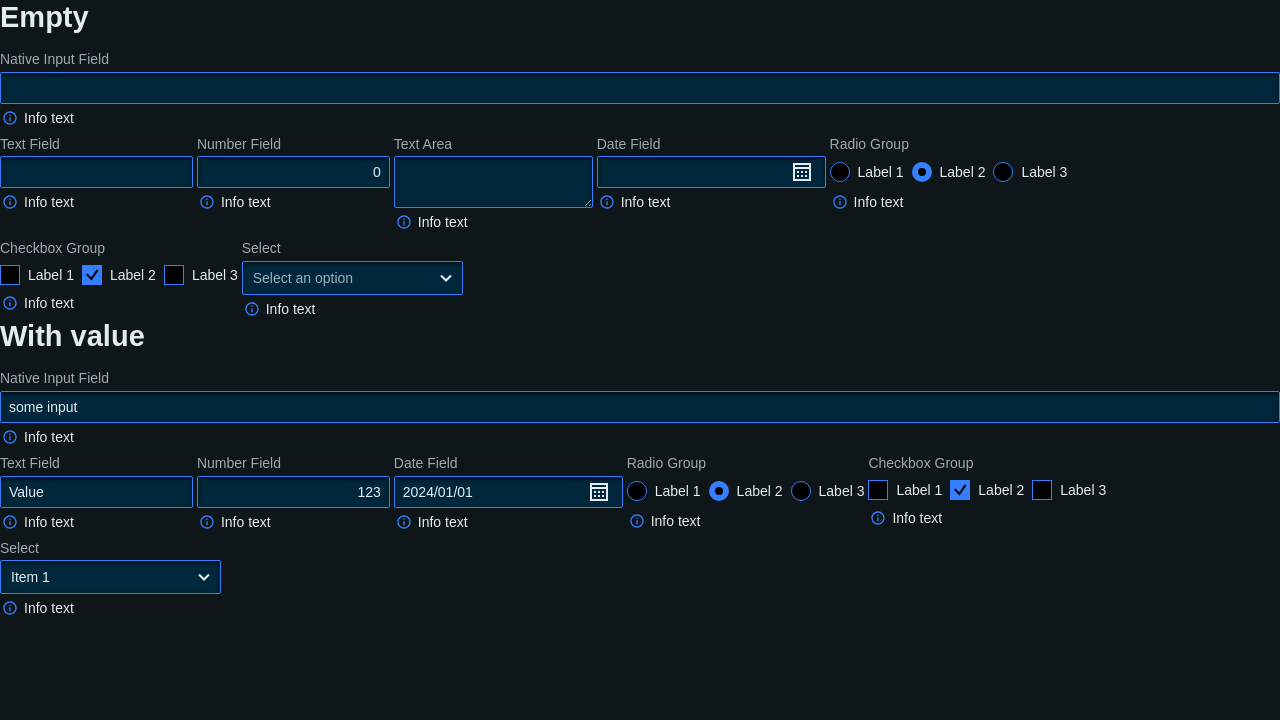 Empty
Native Input Field
Info text
Text Field Number Field Text Area Date Field Radio Group
0 Label 1 Label 2 Label 3
Info text Info text Info text Info text
Info text
Checkbox Group Select
Label 1 Label 2 Label 3 Select an option
Info text Info text
With value
Native Input Field
some input
Info text
Text Field Number Field Date Field Radio Group Checkbox Group
Value 123 2024/01/01 Label 1 Label 2 Label 3 Label 1 Label 2 Label 3
Info text Info text Info text Info text Info text
Select
Item 1
Info text